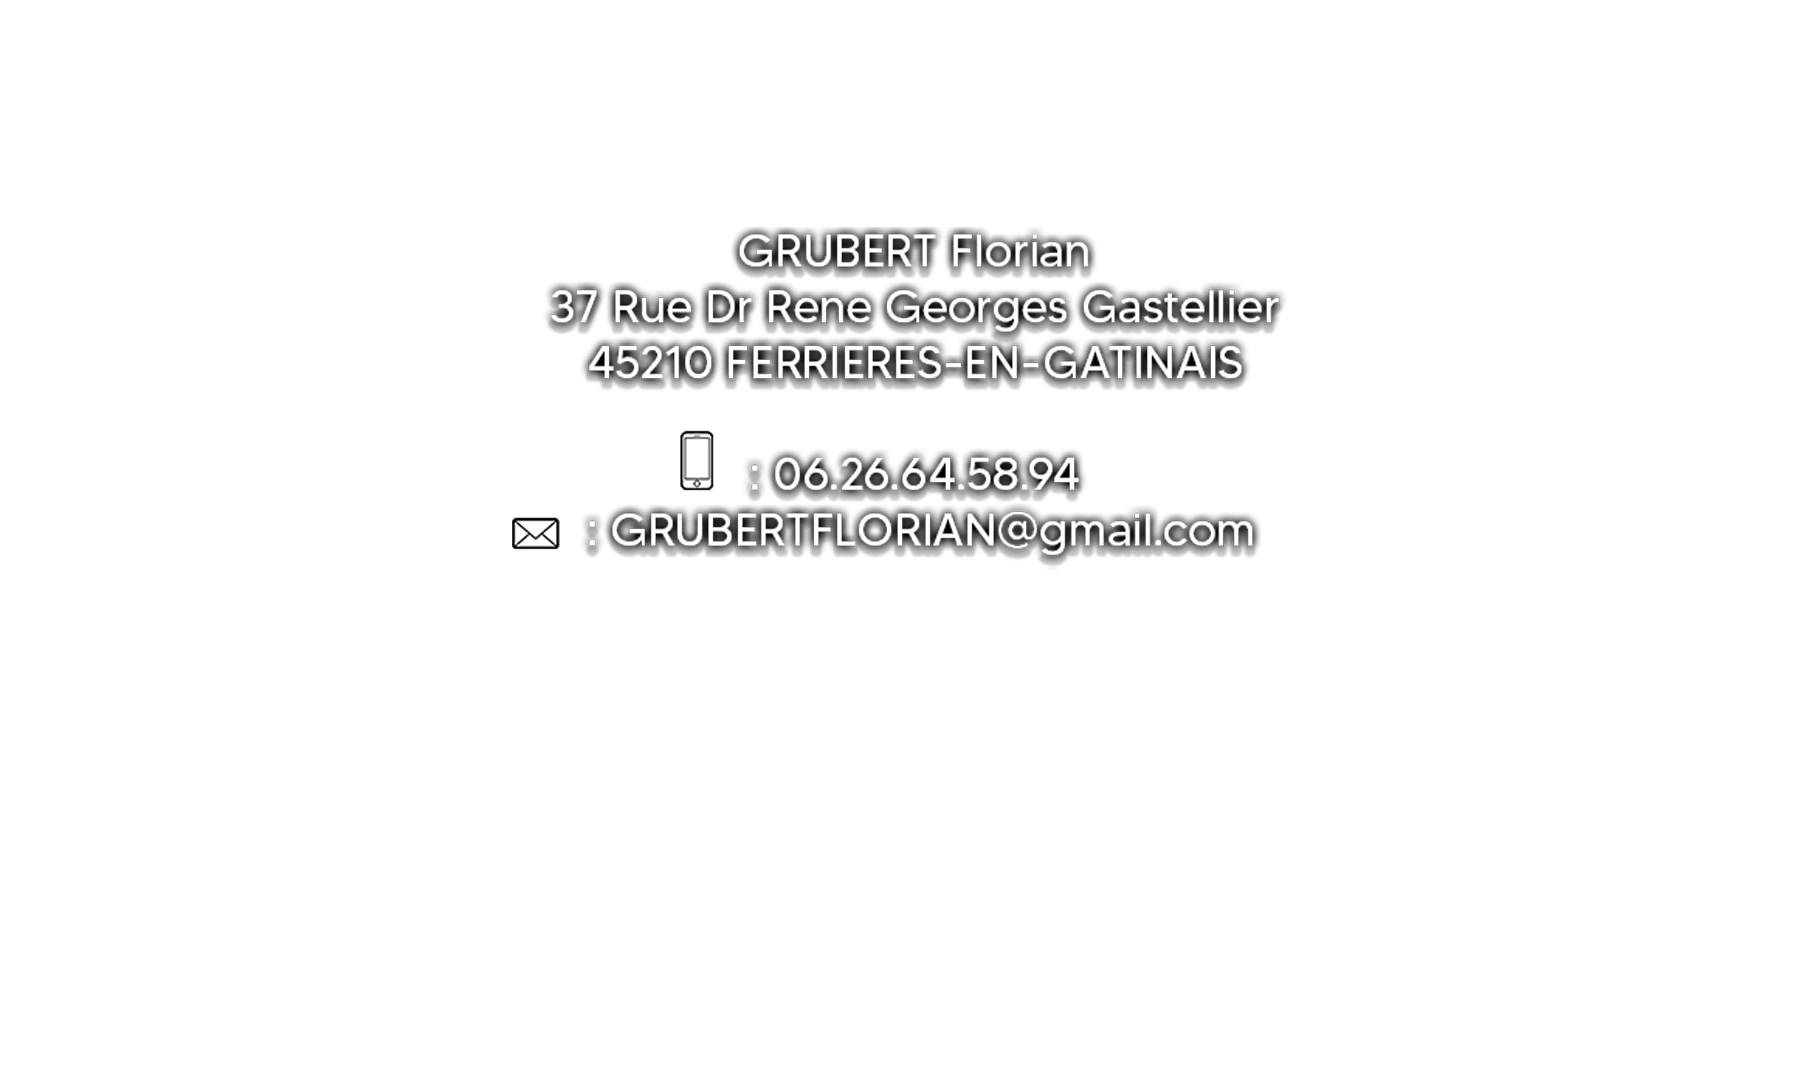 GRUBERT Florian
37 Rue Dr Rene Georges Gastellier
45210 FERRIERES-EN-GATINAIS
: 06.26.64.58.94
: GRUBERTFLORIAN@gmail.com